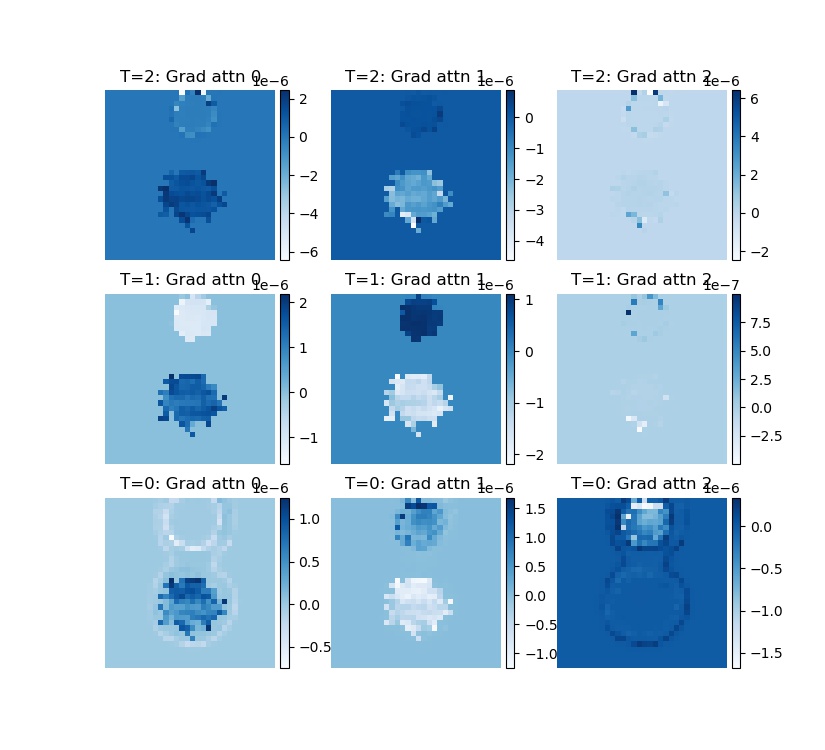 T=2: Grad attn 0
1e−6
2
0
−2
−4
−6
T=2: Grad attn 1
1e−6
0
−1
−2
−3
−4
T=2: Grad attn 2
1e−6
6
4
2
0
−2
T=1: Grad attn 0
1e−6
2
1
0
−1
T=1: Grad attn 1
1e−6
1
0
−1
−2
T=1: Grad attn 2
1e−7
7.5
5.0
2.5
0.0
−2.5
T=0: Grad attn 0
1e−6
1.0
0.5
0.0
−0.5
T=0: Grad attn 1
1e−6
1.5
1.0
0.5
0.0
−0.5
−1.0
T=0: Grad attn 2
1e−6
0.0
−0.5
−1.0
−1.5